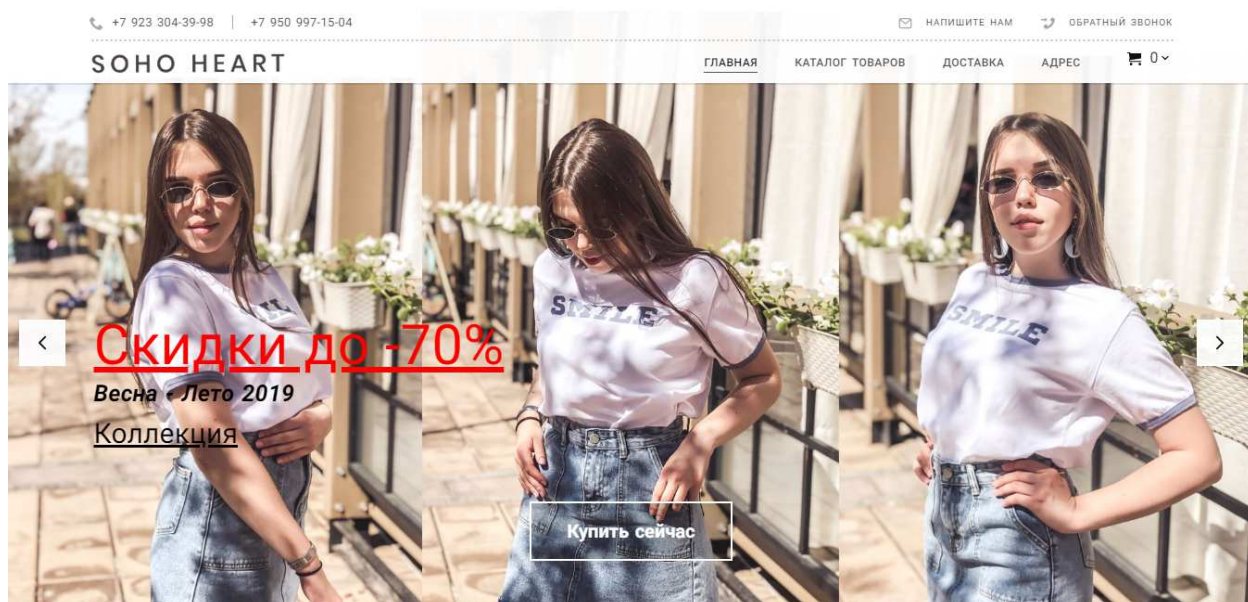 +7 923 304-39-98 | +7 950 997-15-04 НАПИШИТЕ НАМ ОБРАТНЫЙ ЗВОНОК
SOHO HEART ГЛАВНАЯ КАТАЛОГ ТОВАРОВ ДОСТАВКА АДРЕС 0
SMILE
SMILE
Скидки до -70%
Весна - Лето 2019
Коллекция
Купить сейчас